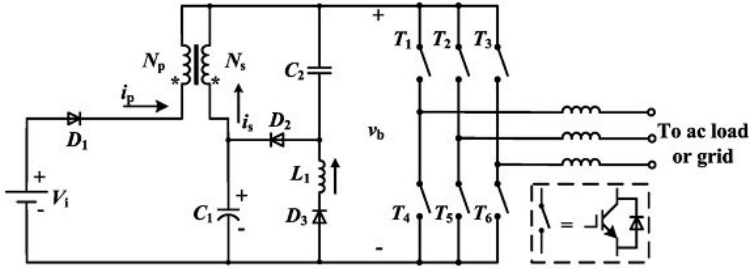 +
T1 T2 T3
Np Ns
* *
C2
ip
is
D1
D2
vb
To ac load
or grid
+
Vi
-
+
C1
-
L1
D3
T4 T5 T6
=
-